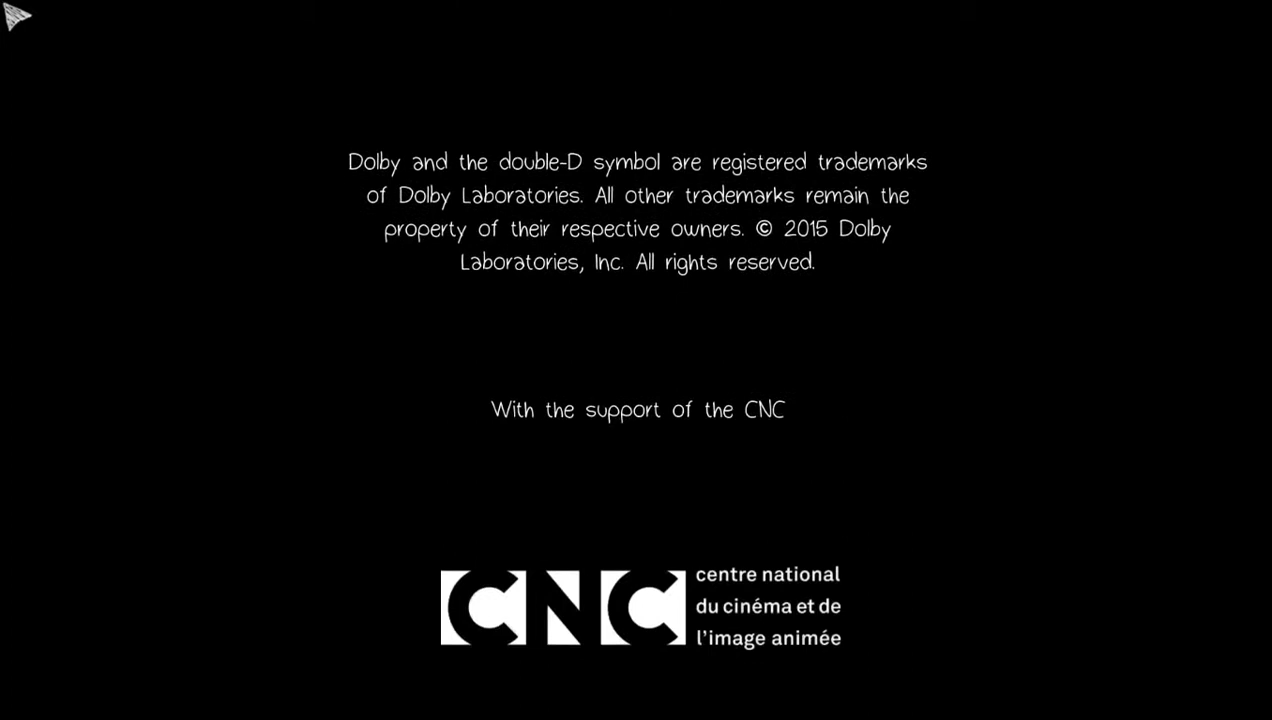 Dolby and the double-D symbol are registered trademarks
of Dolby Laboratories. All other trademarks remain the
property of their respective owners. © 2015 Dolby
Laboratories, Inc. All rights reserved.
With the support of the CNC
CNC
centre national
du cinéma et de
l'image animée